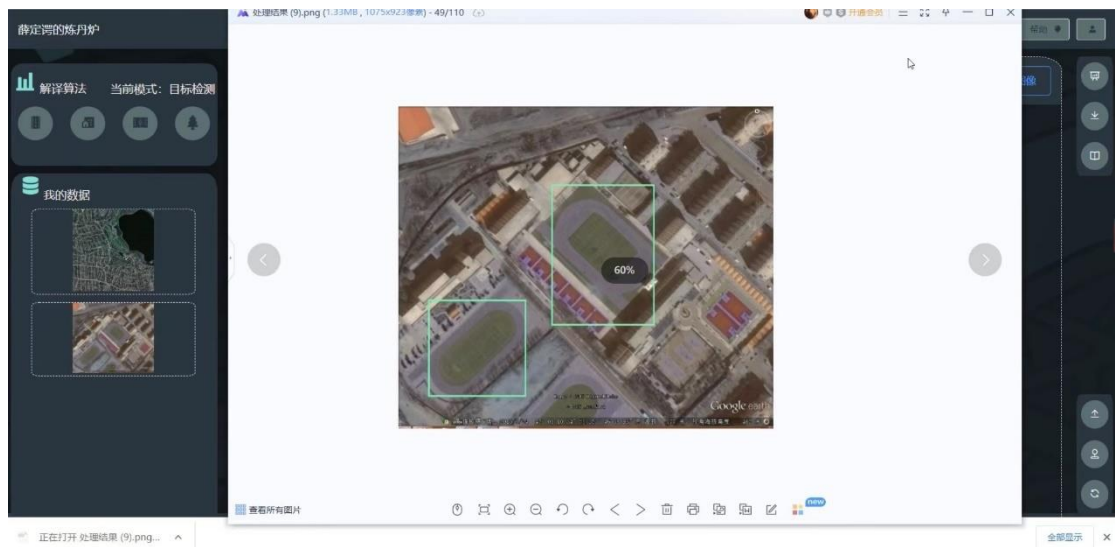 处理结果 (9).png (1.33MB , 1075x923像素) - 49/110
开通会员
薛定谔的炼丹炉
帮助
解译算法
当前模式：目标检测
我的数据
60%
Google earth
查看所有图片
new
正在打开 处理结果 (9).png...
全部显示